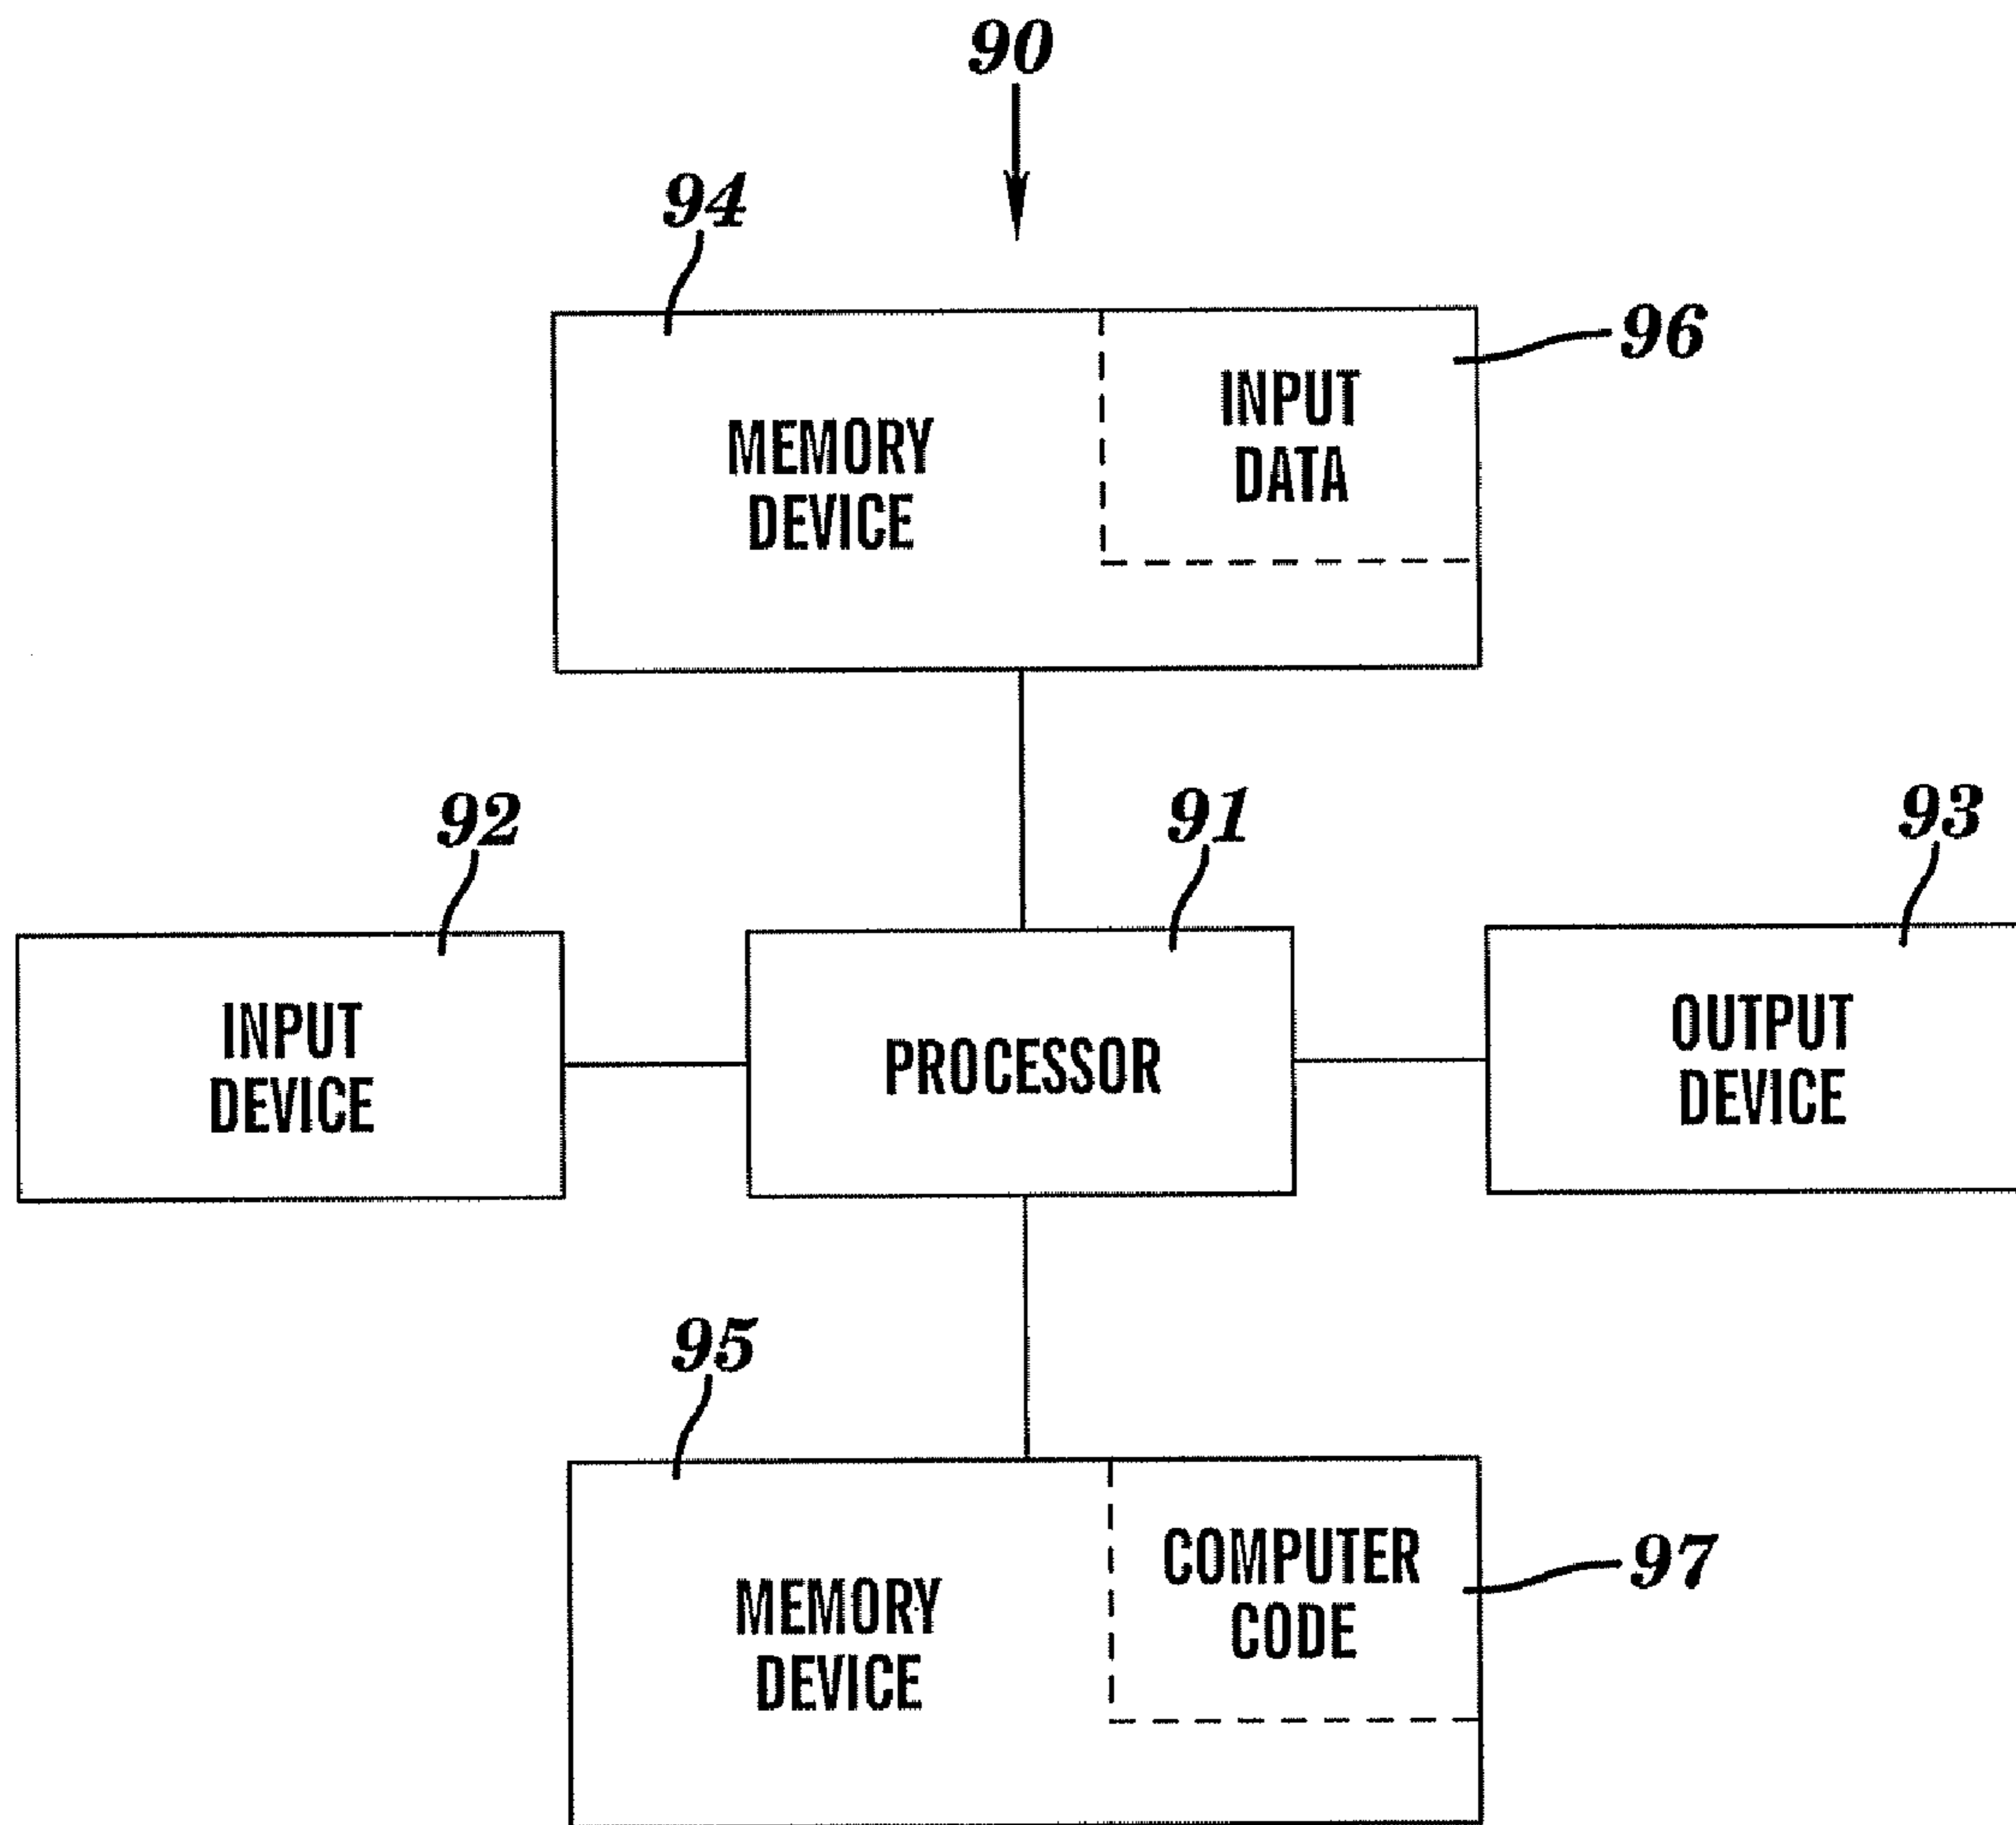 90
94
96
MEMORY
DEVICE
INPUT
DATA
92
91
93
INPUT
DEVICE
PROCESSOR
OUTPUT
DEVICE
95
97
MEMORY
DEVICE
COMPUTER
CODE